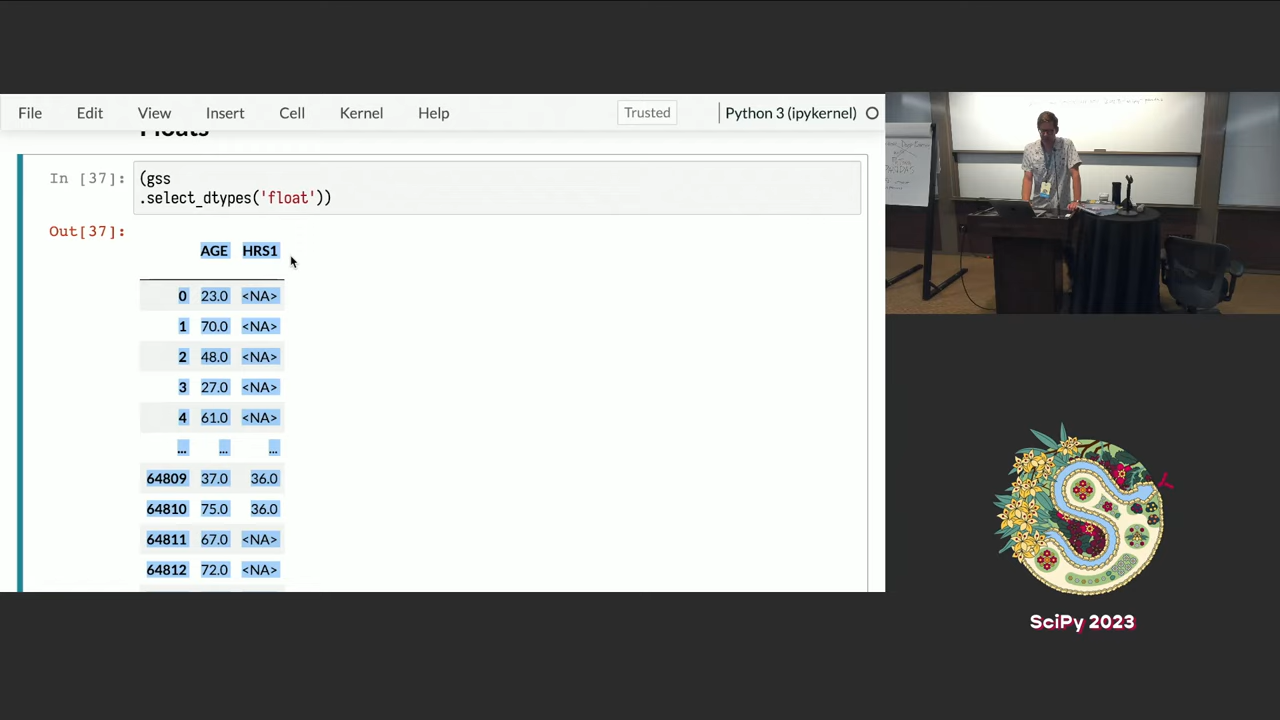 File Edit View Insert Cell Kernel Help Trusted Python 3 (ipykernel)
Floats
In [37]: (gss
.select_dtypes('float'))
Out[37]:
AGE HRS1
0 23.0 <NA>
1 70.0 <NA>
2 48.0 <NA>
3 27.0 <NA>
4 61.0 <NA>
... ... ...
64809 37.0 36.0
64810 75.0 36.0
64811 67.0 <NA>
64812 72.0 <NA>
SciPy 2023